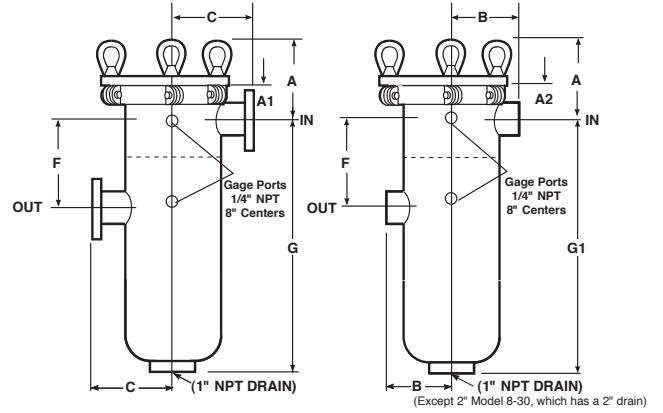 C
B
A
A
A1
A2
IN
IN
F
F
Gage Ports
1/4" NPT
8" Centers
Gage Ports
1/4" NPT
8" Centers
OUT
OUT
G
G1
C
(1" NPT DRAIN)
B
(1" NPT DRAIN)
(Except 2" Model 8-30, which has a 2" drain)